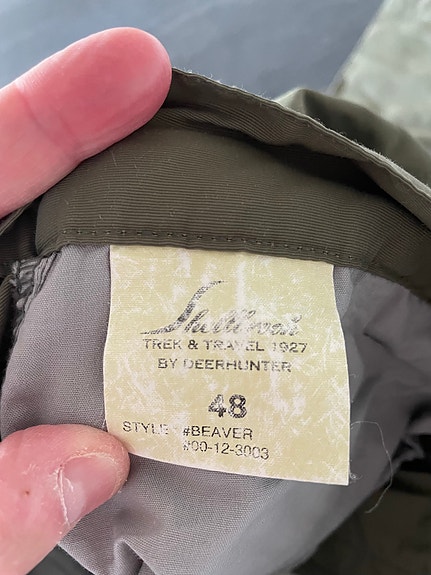 TREK & TRAVEL 1927
BY DEERHUNTER
48
STYLE #BEAVER
#00-12-3003